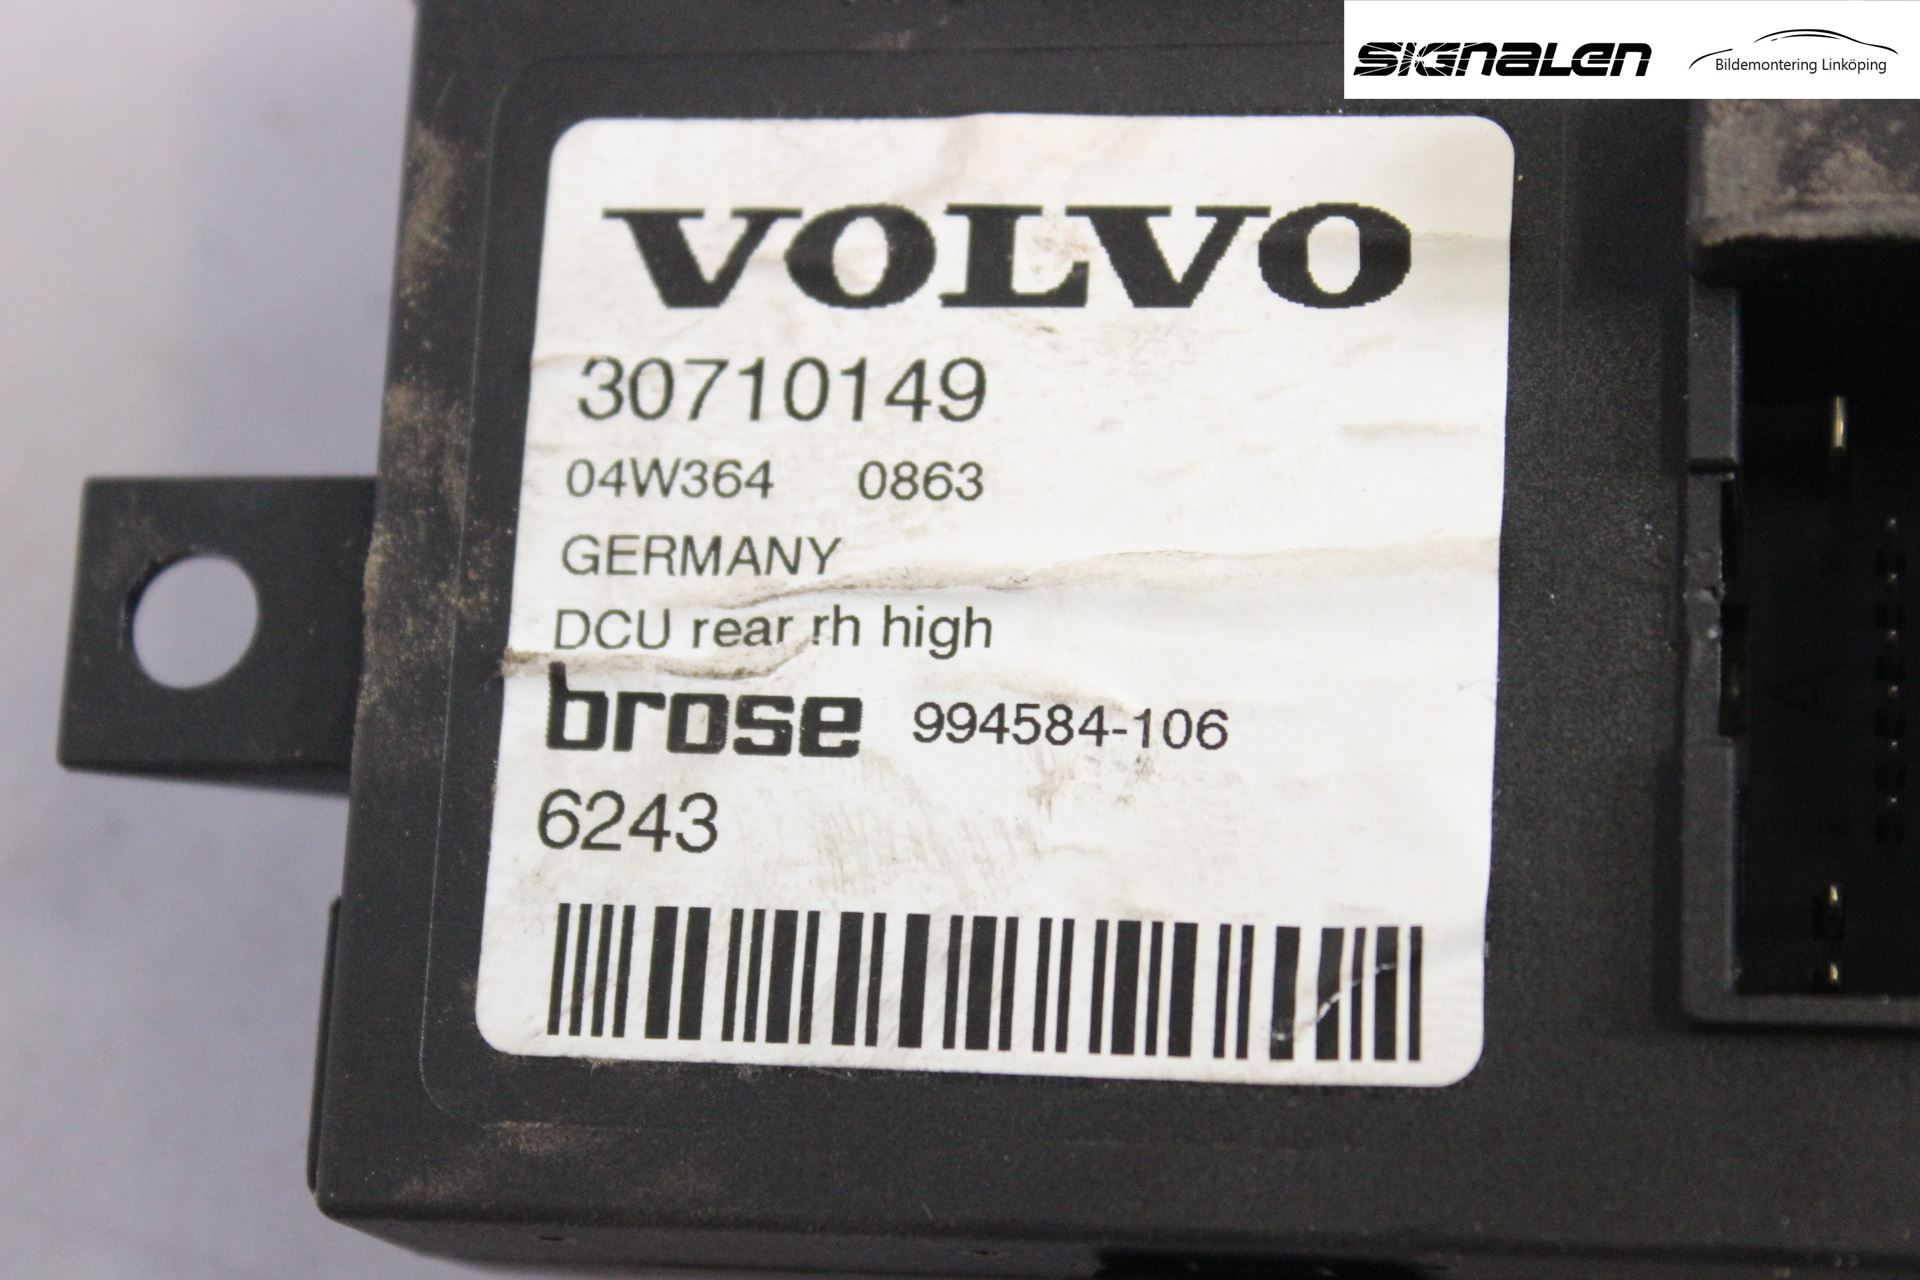 SIGNALEN
Bildemontering Linköping
VOLVO
30710149
04W364 0863
GERMANY
DCU rear rh high
brose 994584-106
6243